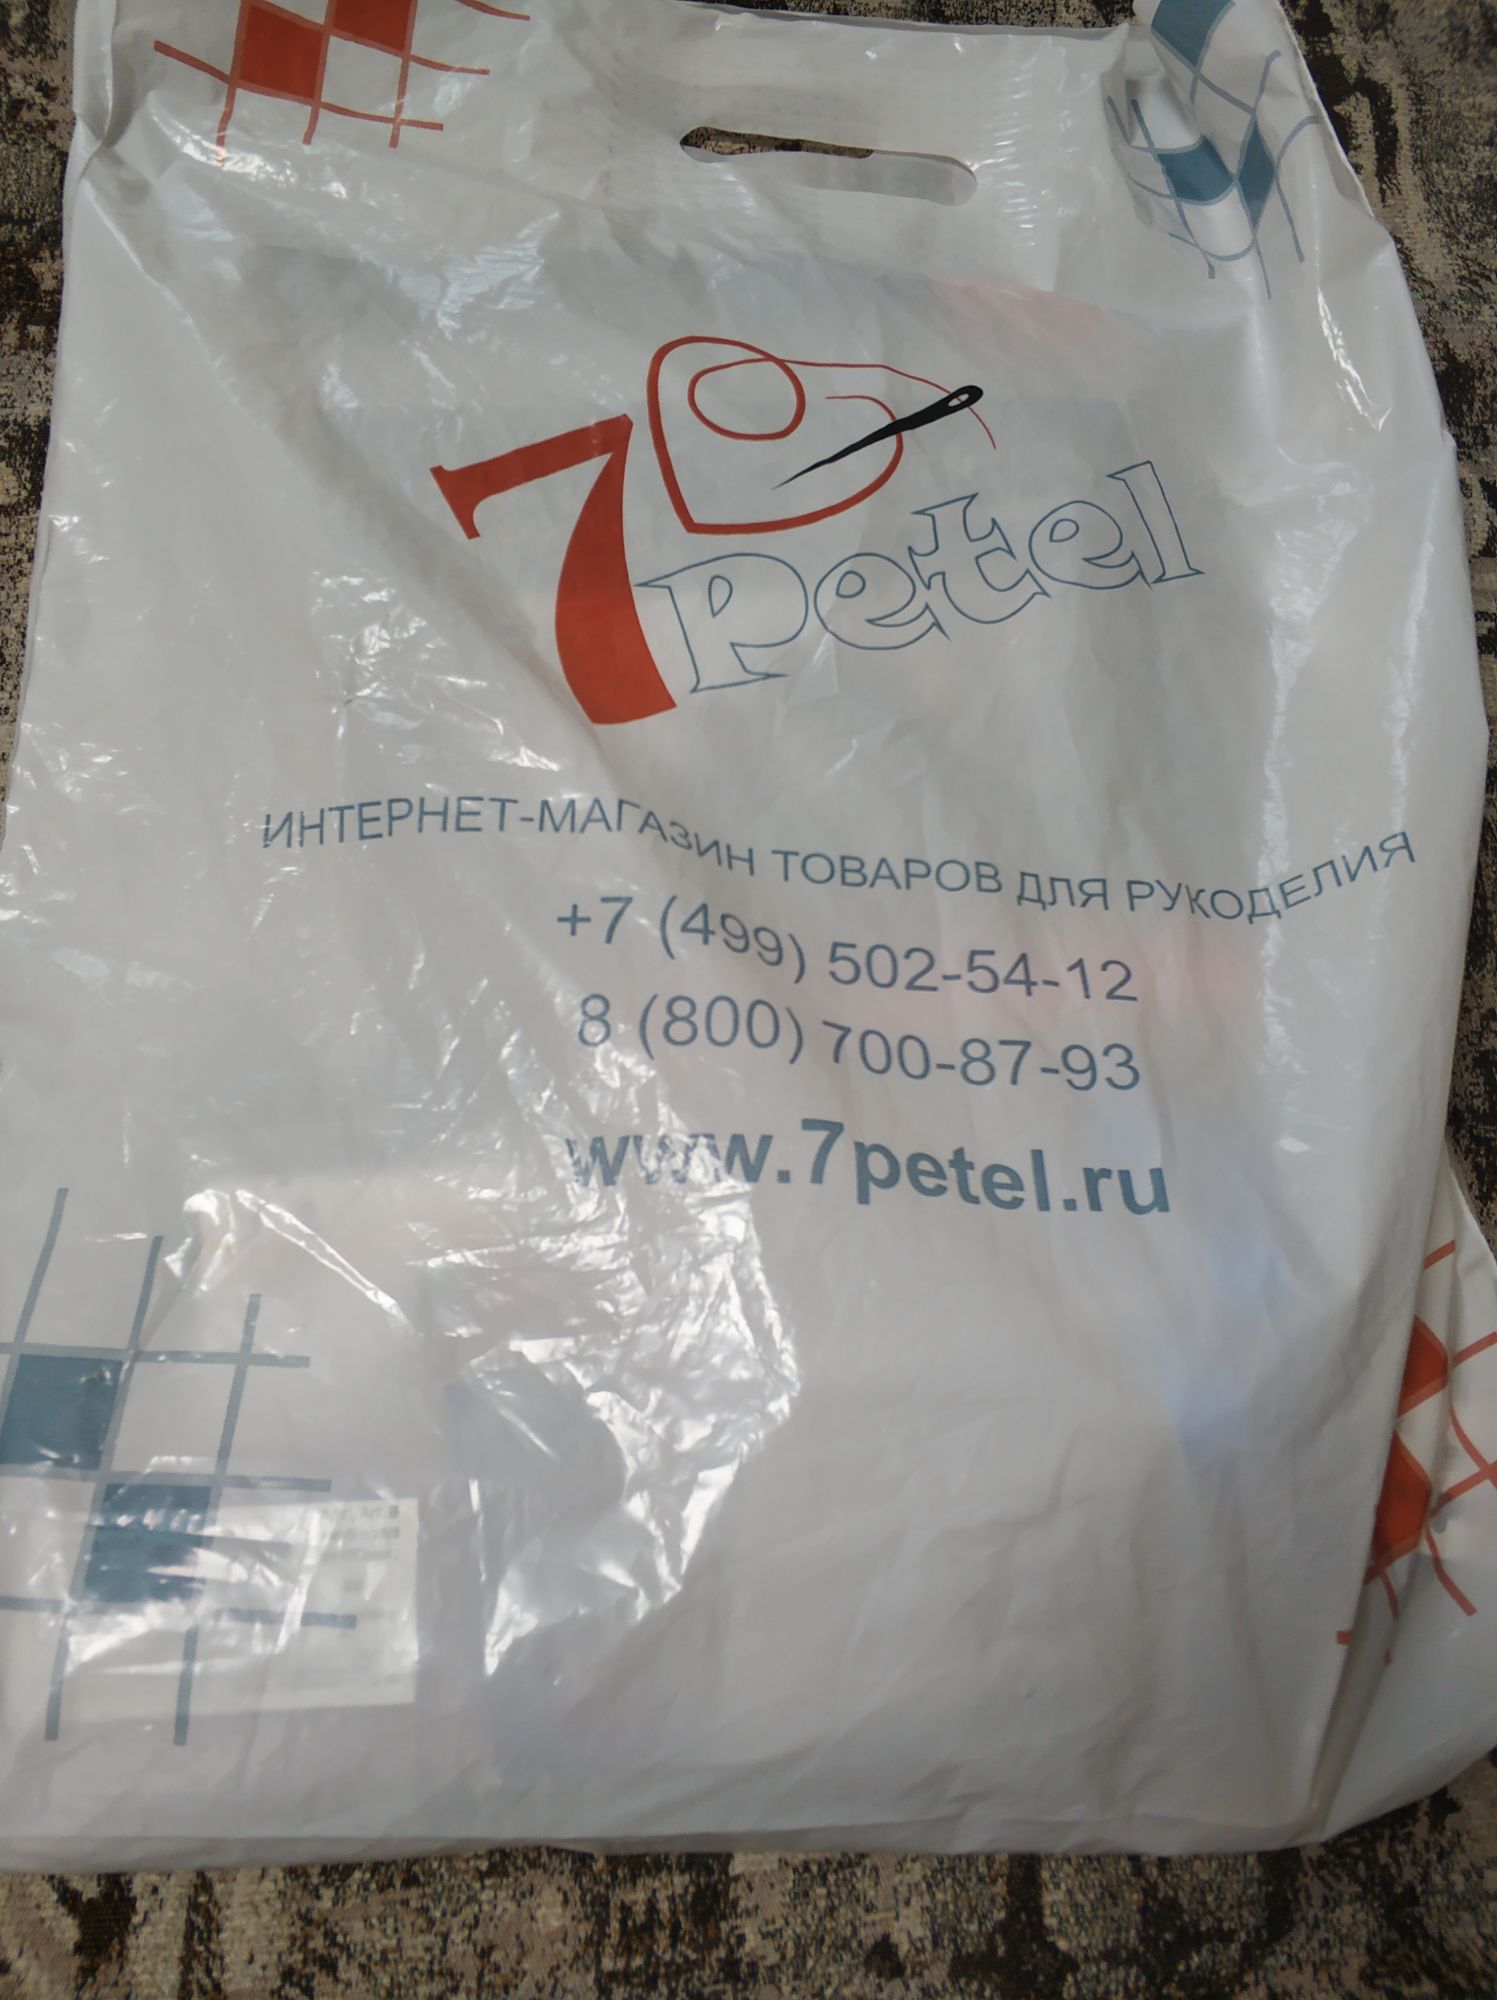 7 Petel
ИНТЕРНЕТ-МАГАЗИН ТОВАРОВ ДЛЯ РУКОДЕЛИЯ
+7 (499) 502-54-12
8 (800) 700-87-93
www.7petel.ru